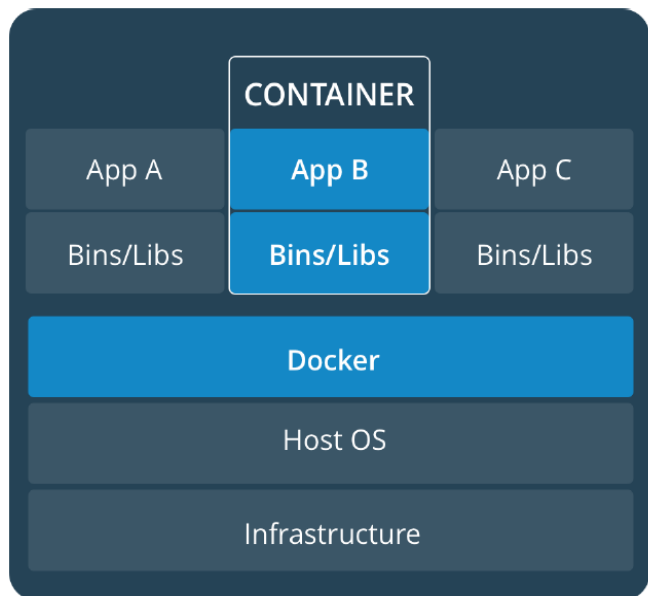 CONTAINER
App A App B App C
Bins/Libs Bins/Libs Bins/Libs
Docker
Host OS
Infrastructure